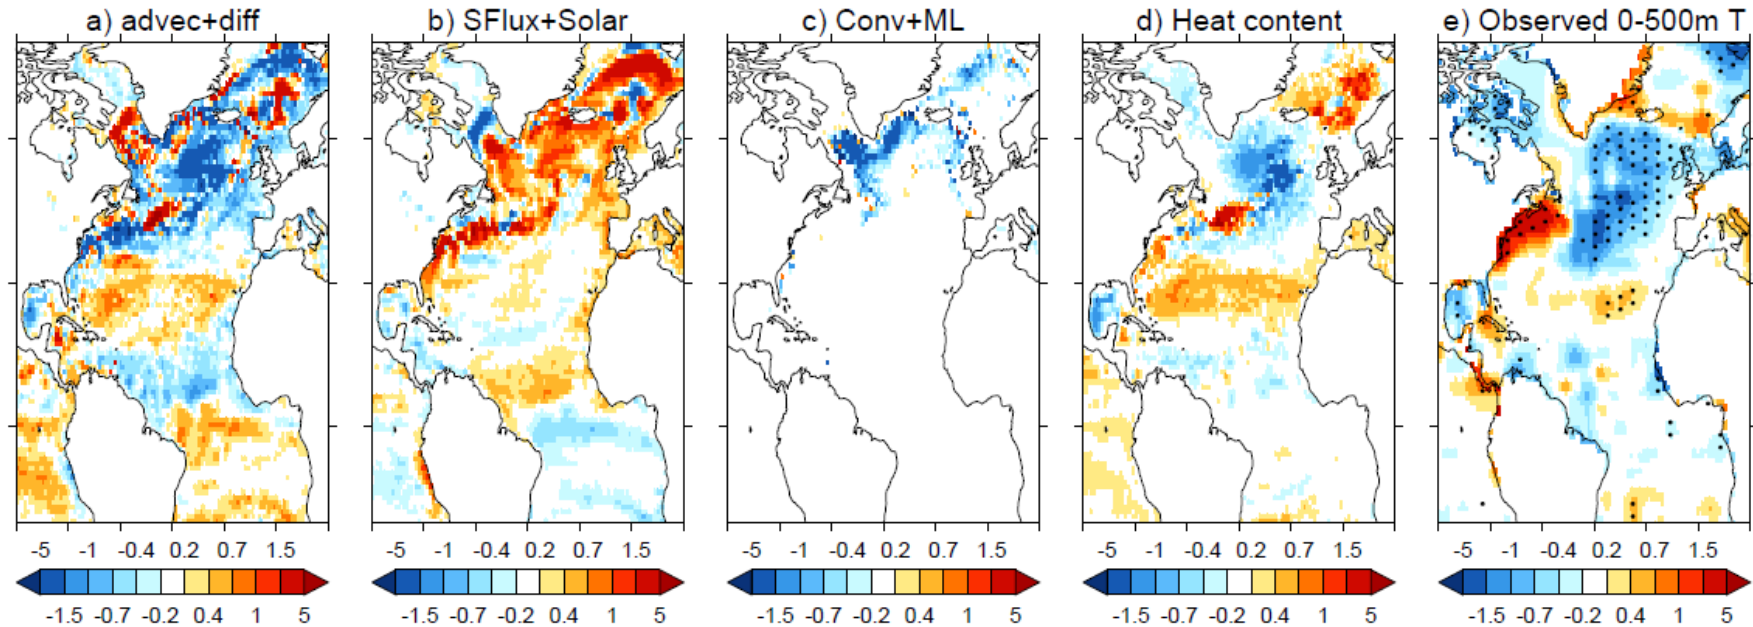 a) advec+diff
b) SFlux+Solar
c) Conv+ML
d) Heat content
e) Observed 0-500m T
-5 -1 -0.4 0.2 0.7 1.5
-5 -1 -0.4 0.2 0.7 1.5
-5 -1 -0.4 0.2 0.7 1.5
-5 -1 -0.4 0.2 0.7 1.5
-5 -1 -0.4 0.2 0.7 1.5
-1.5 -0.7 -0.2 0.4 1 5
-1.5 -0.7 -0.2 0.4 1 5
-1.5 -0.7 -0.2 0.4 1 5
-1.5 -0.7 -0.2 0.4 1 5
-1.5 -0.7 -0.2 0.4 1 5